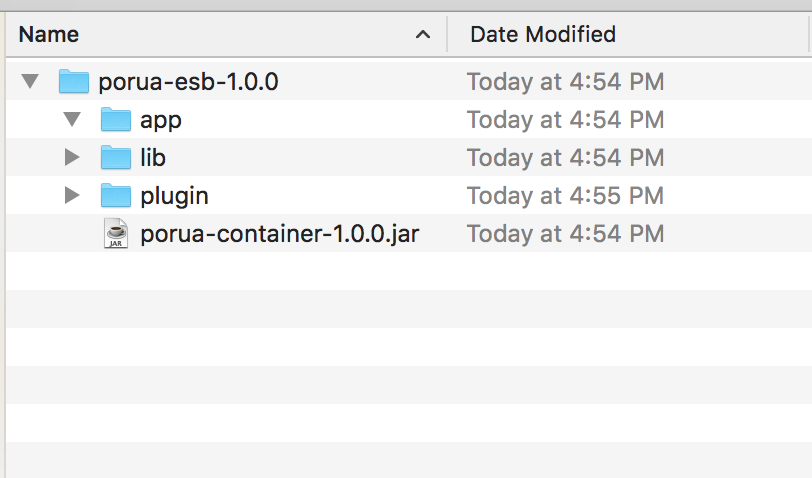 Name Date Modified
porua-esb-1.0.0 Today at 4:54 PM
app Today at 4:54 PM
lib Today at 4:54 PM
plugin Today at 4:55 PM
JAR porua-container-1.0.0.jar Today at 4:54 PM